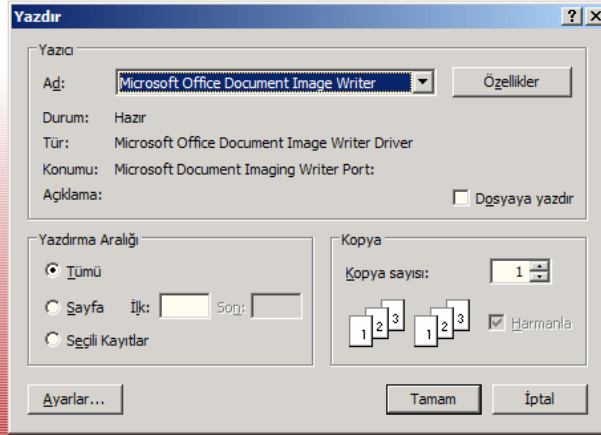 Yazdır
Yazıcı
Ad: Microsoft Office Document Image Writer Özellikler
Durum: Hazır
Tür: Microsoft Office Document Image Writer Driver
Konumu: Microsoft Document Imaging Writer Port:
Açıklama: Dosyaya yazdır
Yazdırma Aralığı
Tümü
Sayfa İlk: Son:
Seçili Kayıtlar
Kopya
Kopya sayısı: 1
1 2 3 1 2 3 Harmanla
Ayarlar... Tamam İptal